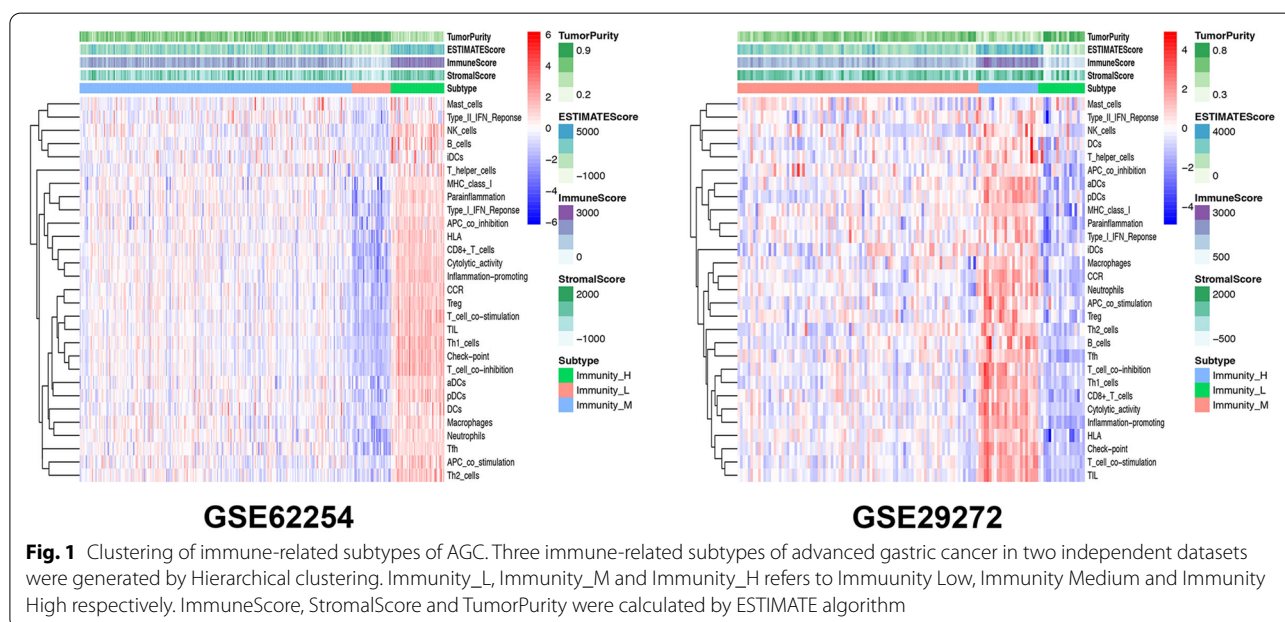 TumorPurity
ESTIMATEScore
ImmuneScore
StromalScore
Subtype
Mast_cells
Type_II_IFN_Reponse
NK_cells
B_cells
iDCs
T_helper_cells
MHC_class_I
Parainflammation
Type_I_IFN_Reponse
APC_co_inhibition
HLA
CD8+_T_cells
Cytolytic_activity
Inflammation-promoting
CCR
Treg
T_cell_co-stimulation
TIL
Th1_cells
Check-point
T_cell_co-inhibition
aDCs
pDCs
DCs
Macrophages
Neutrophils
Tfh
APC_co_stimulation
Th2_cells
6
4
2
0
−2
−4
−6
TumorPurity
0.9
0.3
ESTIMATEScore
5000
−1000
ImmuneScore
3000
0
StromalScore
2000
−1000
Subtype
Immunity_H
Immunity_L
Immunity_M
GSE62254
TumorPurity
ESTIMATEScore
ImmuneScore
StromalScore
Subtype
Mast_cells
Type_II_IFN_Reponse
NK_cells
DCs
T_helper_cells
APC_co_inhibition
aDCs
pDCs
MHC_class_I
Parainflammation
Type_I_IFN_Reponse
iDCs
Macrophages
CCR
Neutrophils
APC_co_stimulation
Treg
Th2_cells
B_cells
Tfh
T_cell_co-inhibition
Th1_cells
CD8+_T_cells
Cytolytic_activity
Inflammation-promoting
HLA
Check-point
T_cell_co-stimulation
TIL
4
2
0
−2
−4
TumorPurity
0.8
0.3
ESTIMATEScore
4000
−1000
ImmuneScore
3000
500
StromalScore
2000
−500
Subtype
Immunity_H
Immunity_L
Immunity_M
GSE29272
Fig. 1 Clustering of immune-related subtypes of AGC. Three immune-related subtypes of advanced gastric cancer in two independent datasets
were generated by Hierarchical clustering. Immunity_L, Immunity_M and Immunity_H refers to Immuunity Low, Immunity Medium and Immunity
High respectively. ImmuneScore, StromalScore and TumorPurity were calculated by ESTIMATE algorithm